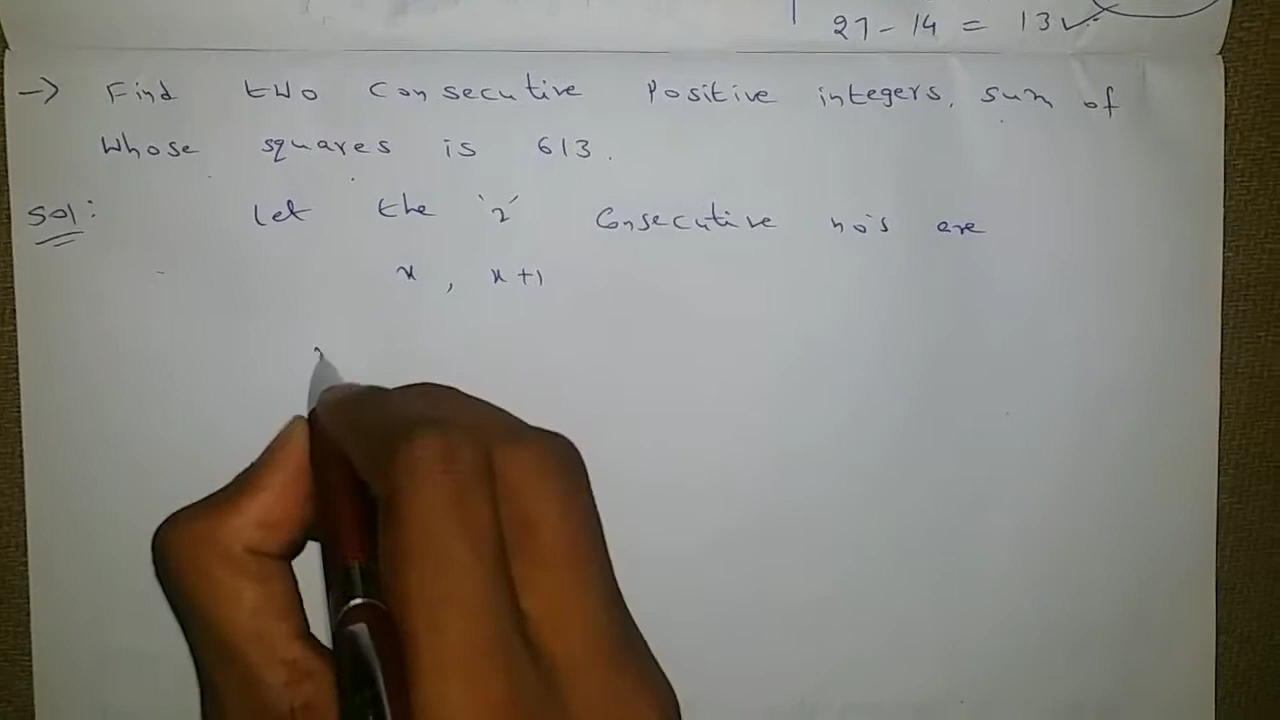 27 - 14 = 13 ✓
→ Find two consecutive Positive integers, sum of
whose squares is 613.
Sol: Let the '2' Consecutive no's are
x , x+1